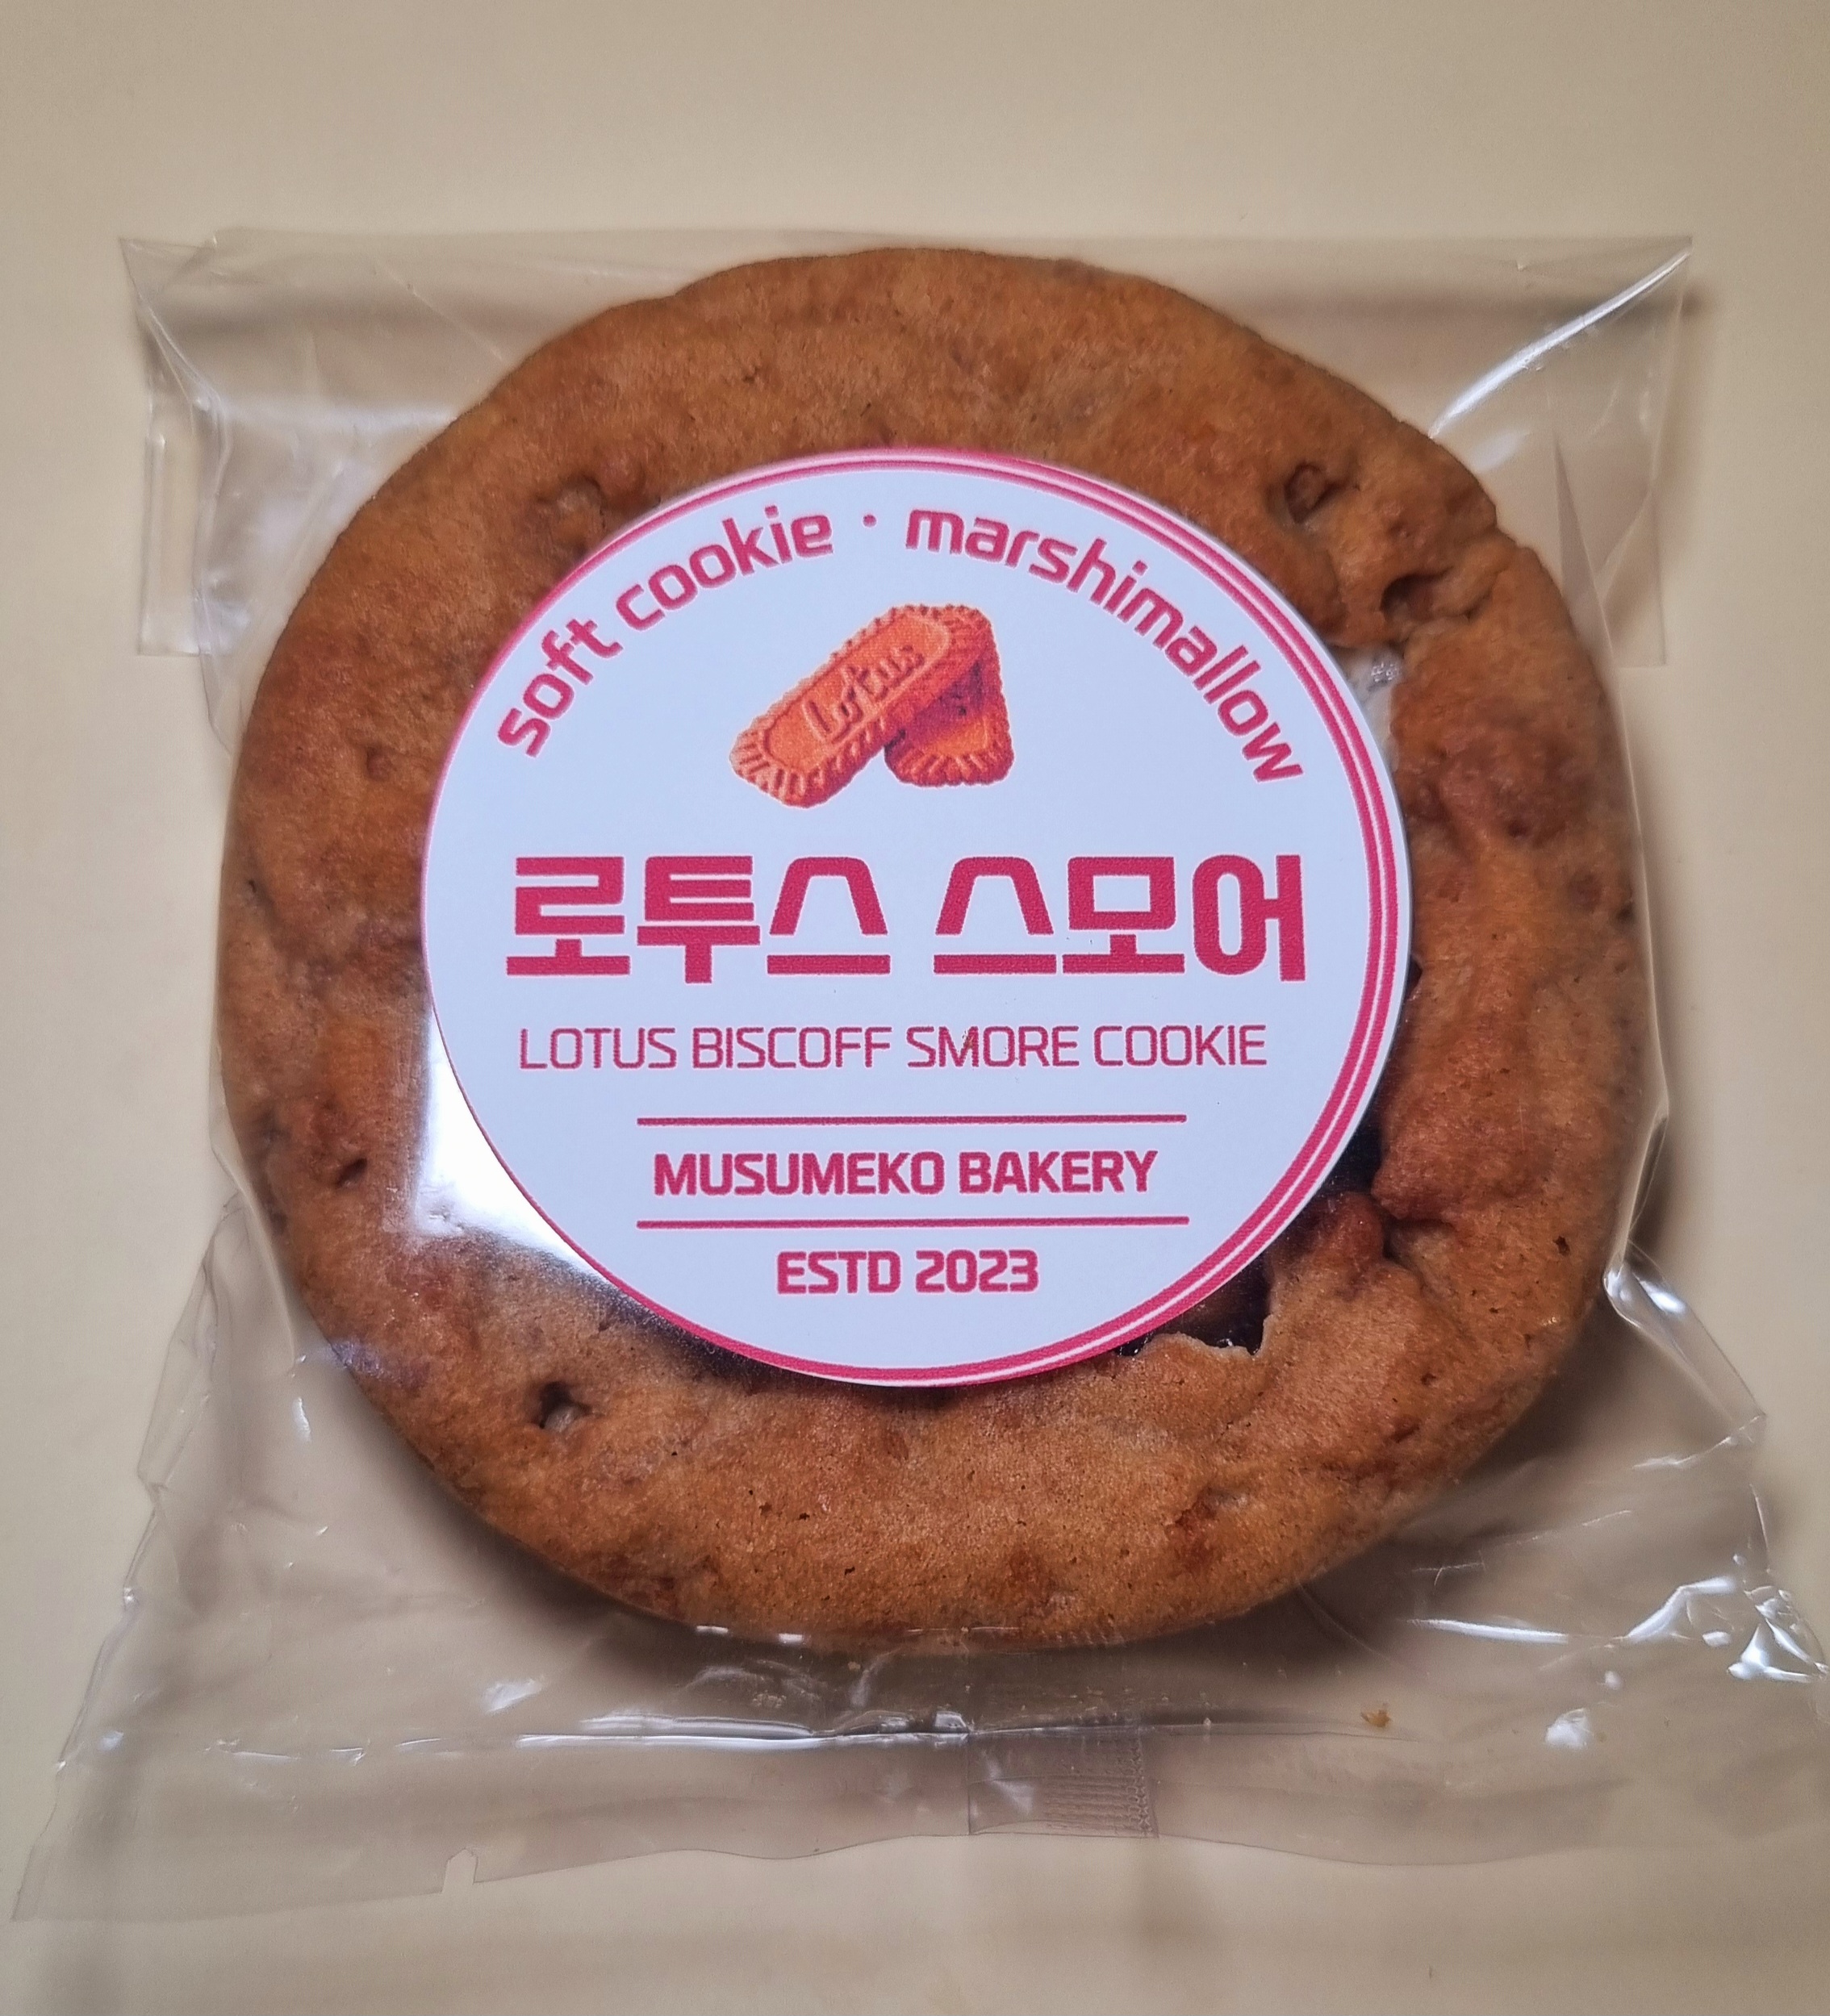 soft cookie · marshimallow
Lotus
로투스 스모어
LOTUS BISCOFF SMORE COOKIE
MUSUMEKO BAKERY
ESTD 2023